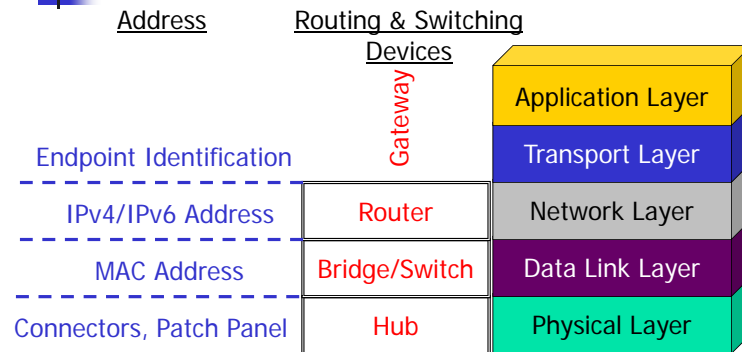 Address
Routing & Switching
Devices
Gateway
Application Layer
Endpoint Identification
Transport Layer
IPv4/IPv6 Address
Router
Network Layer
MAC Address
Bridge/Switch
Data Link Layer
Connectors, Patch Panel
Hub
Physical Layer